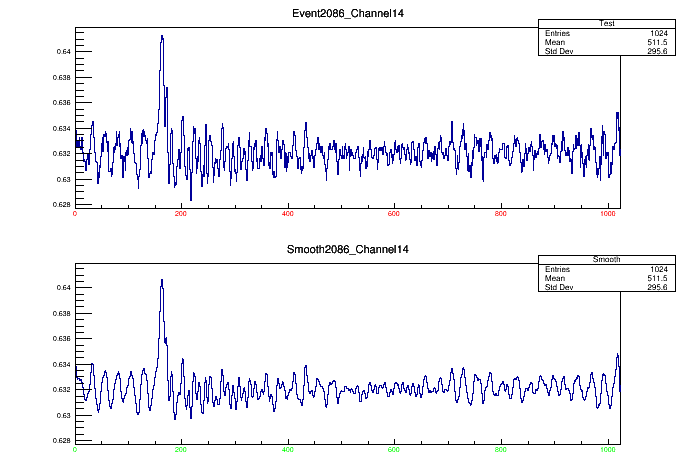 Event2086_Channel14
Test
Entries 1024
Mean 511.5
Std Dev 295.6
0.64
0.638
0.636
0.634
0.632
0.63
0.628
0 200 400 600 800 1000
Smooth2086_Channel14
Smooth
Entries 1024
Mean 511.5
Std Dev 295.6
0.64
0.638
0.636
0.634
0.632
0.63
0.628
0 200 400 600 800 1000